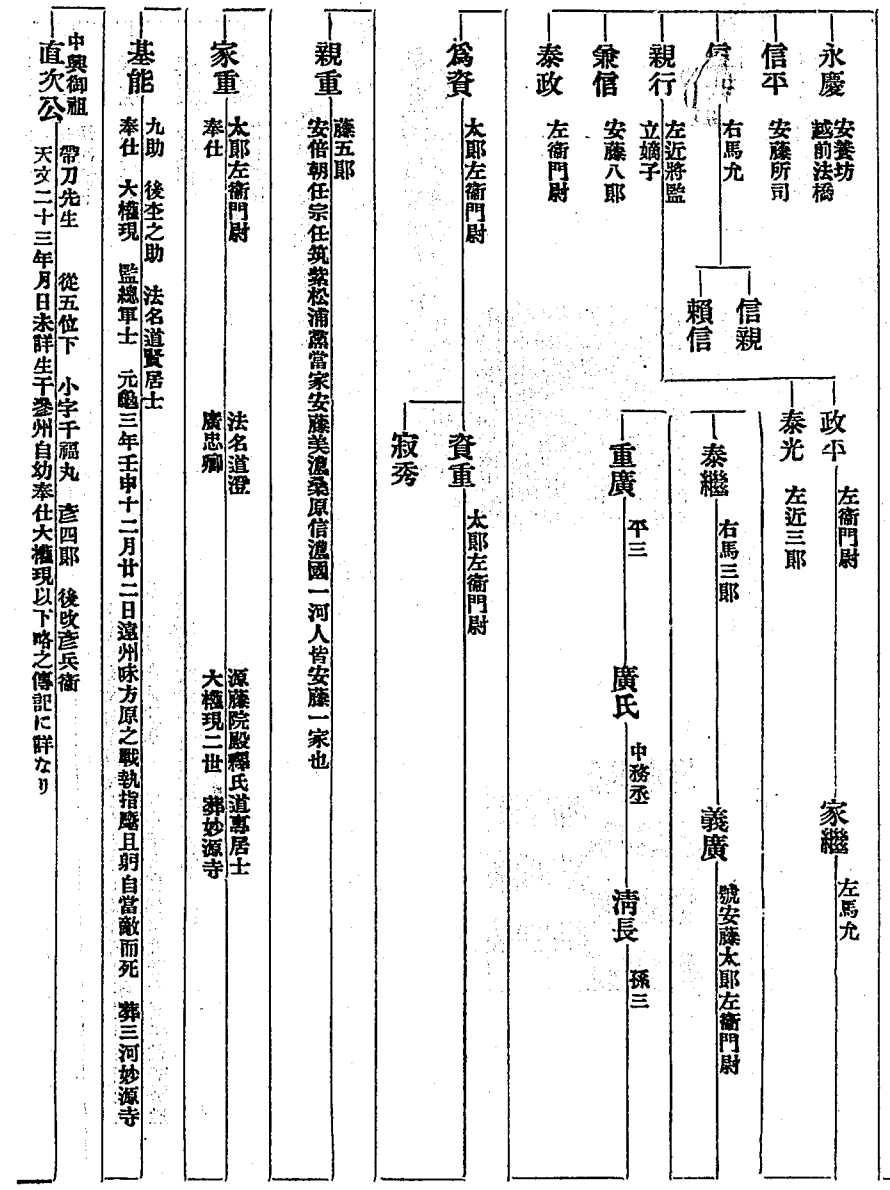 永慶
安養坊
越前法橋
信平
安藤所司
右馬允
信親
頼信
親行
左近將監
立嫡子
政平
左衞門尉
家繼
左馬允
泰光
左近三郎
兼信
安藤八郎
泰政
左衞門尉
泰繼
右馬三郎
義廣
號安藤太郎左衞門尉
重廣
平三
廣氏
中務丞
淸長
孫三
爲資
太郎左衞門尉
資重
太郎左衞門尉
寂秀
親重
藤五郎
安倍朝任宗任筑紫松浦黨當家安藤美濃桑原信濃國一河人皆安藤一家也
家重
太郎左衞門尉 法名道澄 源藤院殿釋氏道專居士
奉仕 廣忠卿 大權現二世 葬妙源寺
基能
九助 後杢之助 法名道賢居士
奉仕 大權現 監總軍士 元龜三年壬申十二月廿二日遠州味方原之戰執指麾且躬自當敵而死 葬三河妙源寺
中興御祖
直次公
帶刀先生 從五位下 小字千福丸 彥四郎 後改彥兵衞
天文二十三年月日未詳生干參州自幼奉仕大權現以下略之傳記に詳なり